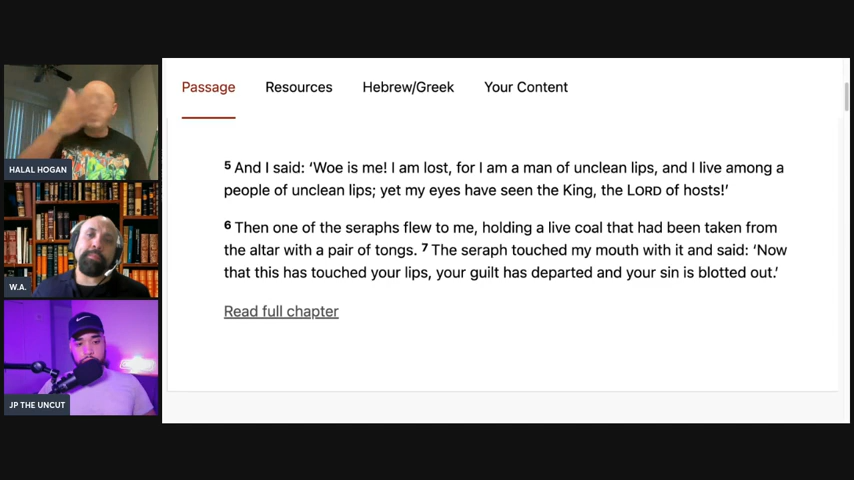 Passage
Resources
Hebrew/Greek
Your Content
HALAL HOGAN
5 And I said: ‘Woe is me! I am lost, for I am a man of unclean lips, and I live among a
people of unclean lips; yet my eyes have seen the King, the LORD of hosts!’
6 Then one of the seraphs flew to me, holding a live coal that had been taken from
the altar with a pair of tongs. 7 The seraph touched my mouth with it and said: ‘Now
that this has touched your lips, your guilt has departed and your sin is blotted out.’
W.A.
Read full chapter
JP THE UNCUT